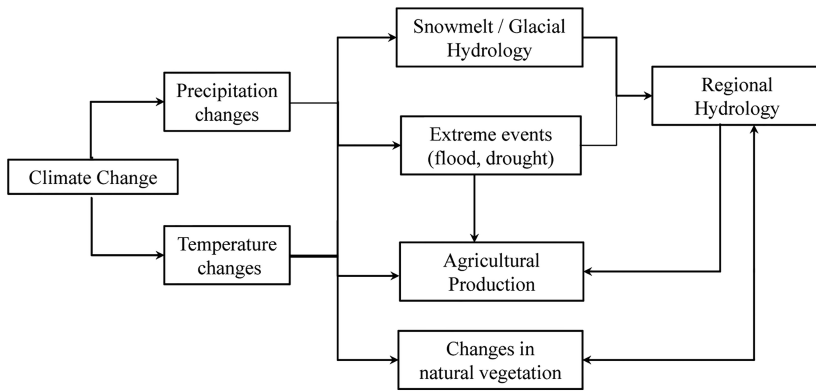 Snowmelt / Glacial
Hydrology
Precipitation
changes
Regional
Hydrology
Extreme events
(flood, drought)
Climate Change
Temperature
changes
Agricultural
Production
Changes in
natural vegetation